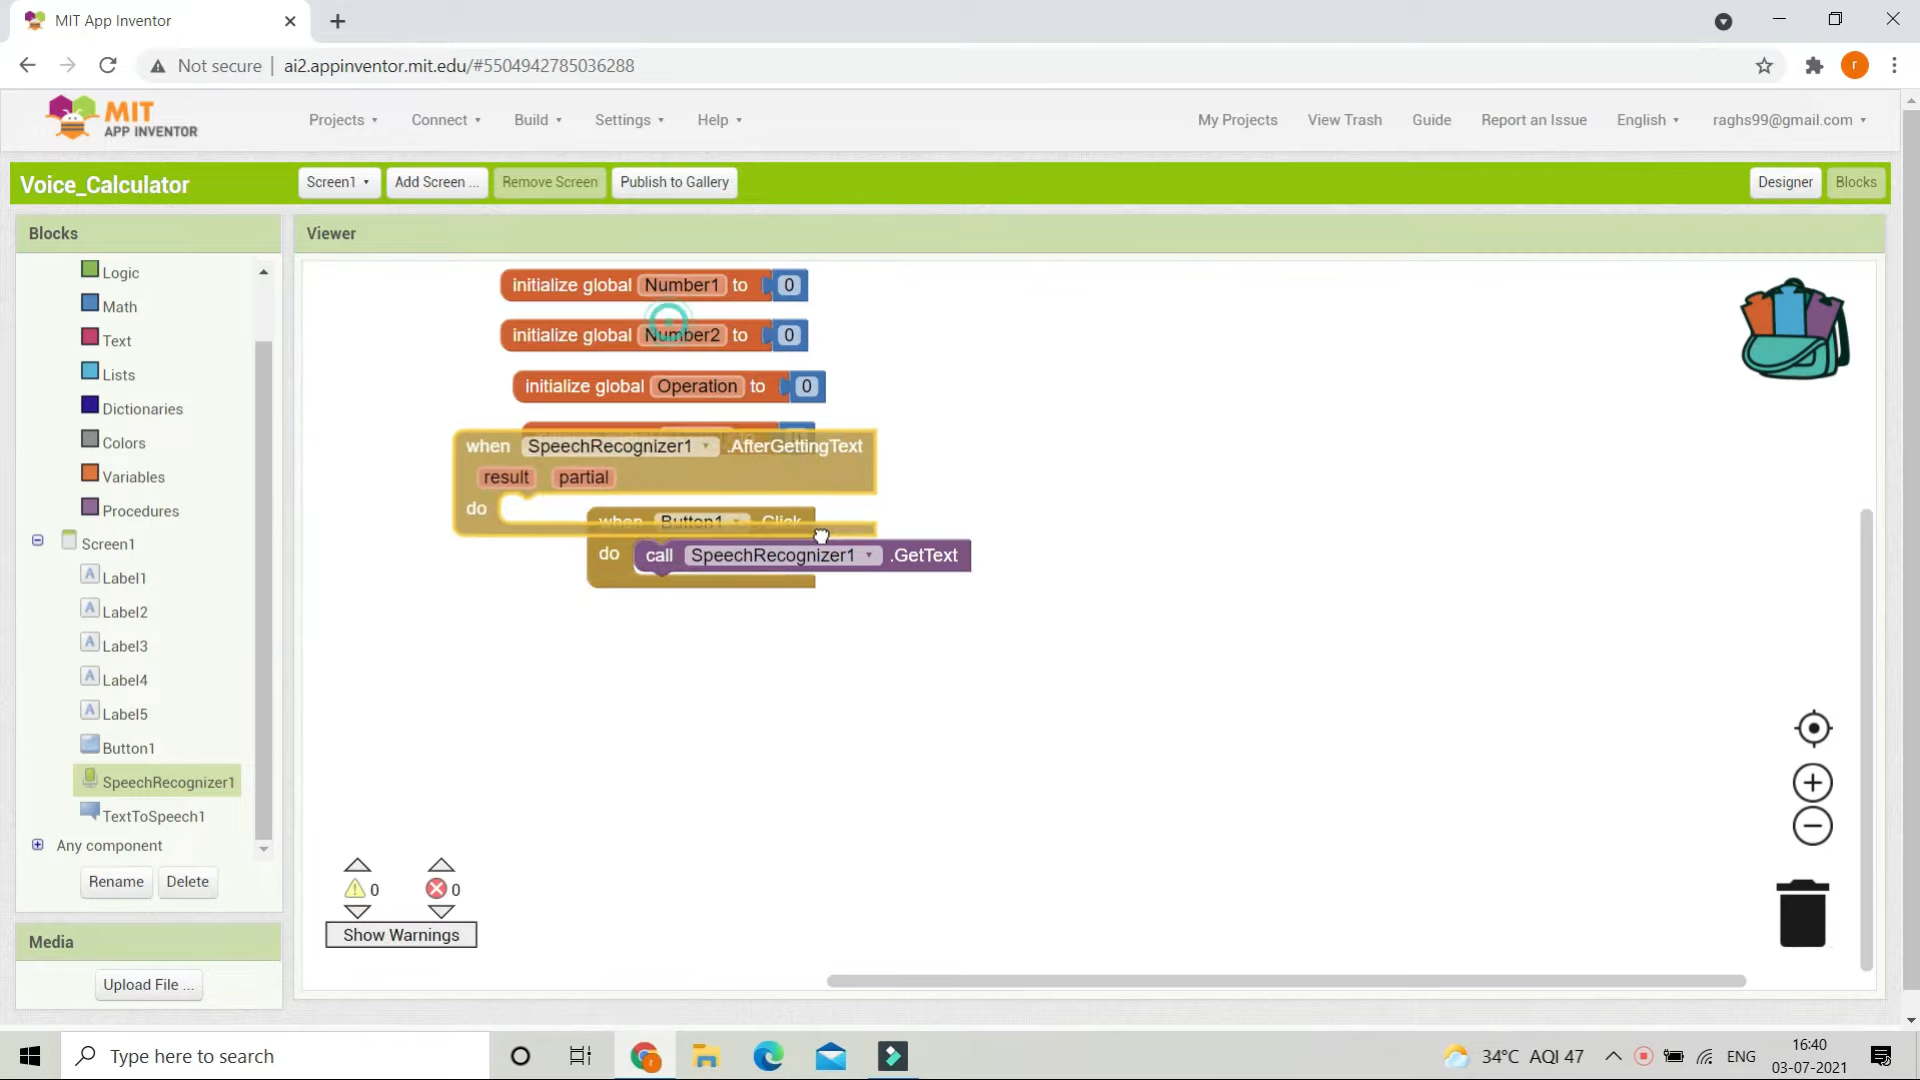 MIT App Inventor
Not secure | ai2.appinventor.mit.edu/#5504942785036288
r
MIT
APP INVENTOR
Projects
Connect
Build
Settings
Help
My Projects
View Trash
Guide
Report an Issue
English
raghs99@gmail.com
Voice_Calculator
Screen1
Add Screen ...
Remove Screen
Publish to Gallery
Designer
Blocks
Blocks
Viewer
Logic
Math
Text
Lists
Dictionaries
Colors
Variables
Procedures
Screen1
A Label1
A Label2
A Label3
A Label4
A Label5
Button1
SpeechRecognizer1
TextToSpeech1
Any component
Rename
Delete
Media
Upload File ...
initialize global Number1 to 0
initialize global Number2 to 0
initialize global Operation to 0
when SpeechRecognizer1 .AfterGettingText
result partial
do
when Button1 .Click
do call SpeechRecognizer1 .GetText
0
0
Show Warnings
Type here to search
r
34°C AQI 47
ENG
16:40
03-07-2021